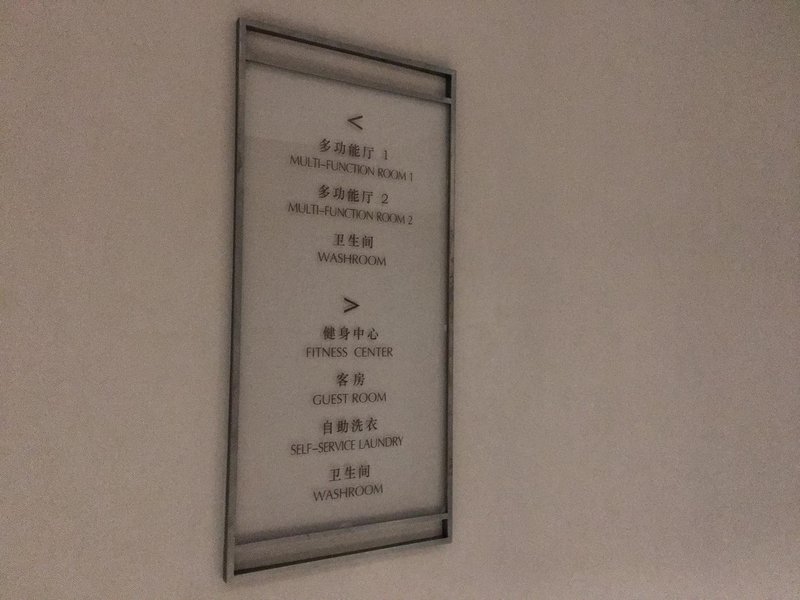 <
多功能厅 1
MULTI-FUNCTION ROOM 1
多功能厅 2
MULTI-FUNCTION ROOM 2
卫生间
WASHROOM
>
健身中心
FITNESS CENTER
客房
GUEST ROOM
自助洗衣
SELF-SERVICE LAUNDRY
卫生间
WASHROOM